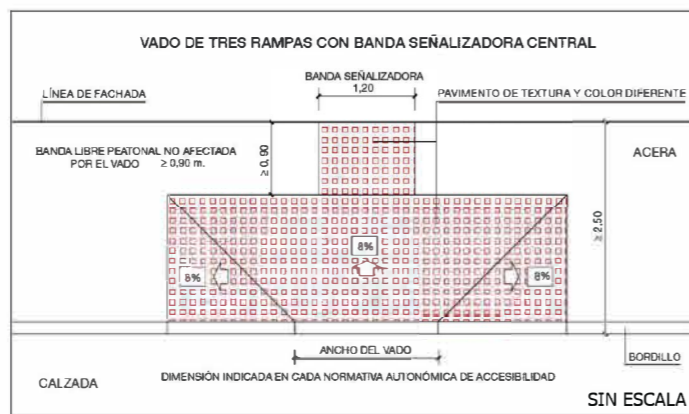 VADO DE TRES RAMPAS CON BANDA SEÑALIZADORA CENTRAL
BANDA SEÑALIZADORA
1,20
LÍNEA DE FACHADA
PAVIMENTO DE TEXTURA Y COLOR DIFERENTE
BANDA LIBRE PEATONAL NO AFECTADA
POR EL VADO ≥ 0,90 m.
≥ 0,90
ACERA
≥ 2,50
8%
8%
8%
ANCHO DEL VADO
BORDILLO
CALZADA
DIMENSIÓN INDICADA EN CADA NORMATIVA AUTONÓMICA DE ACCESIBILIDAD
SIN ESCALA